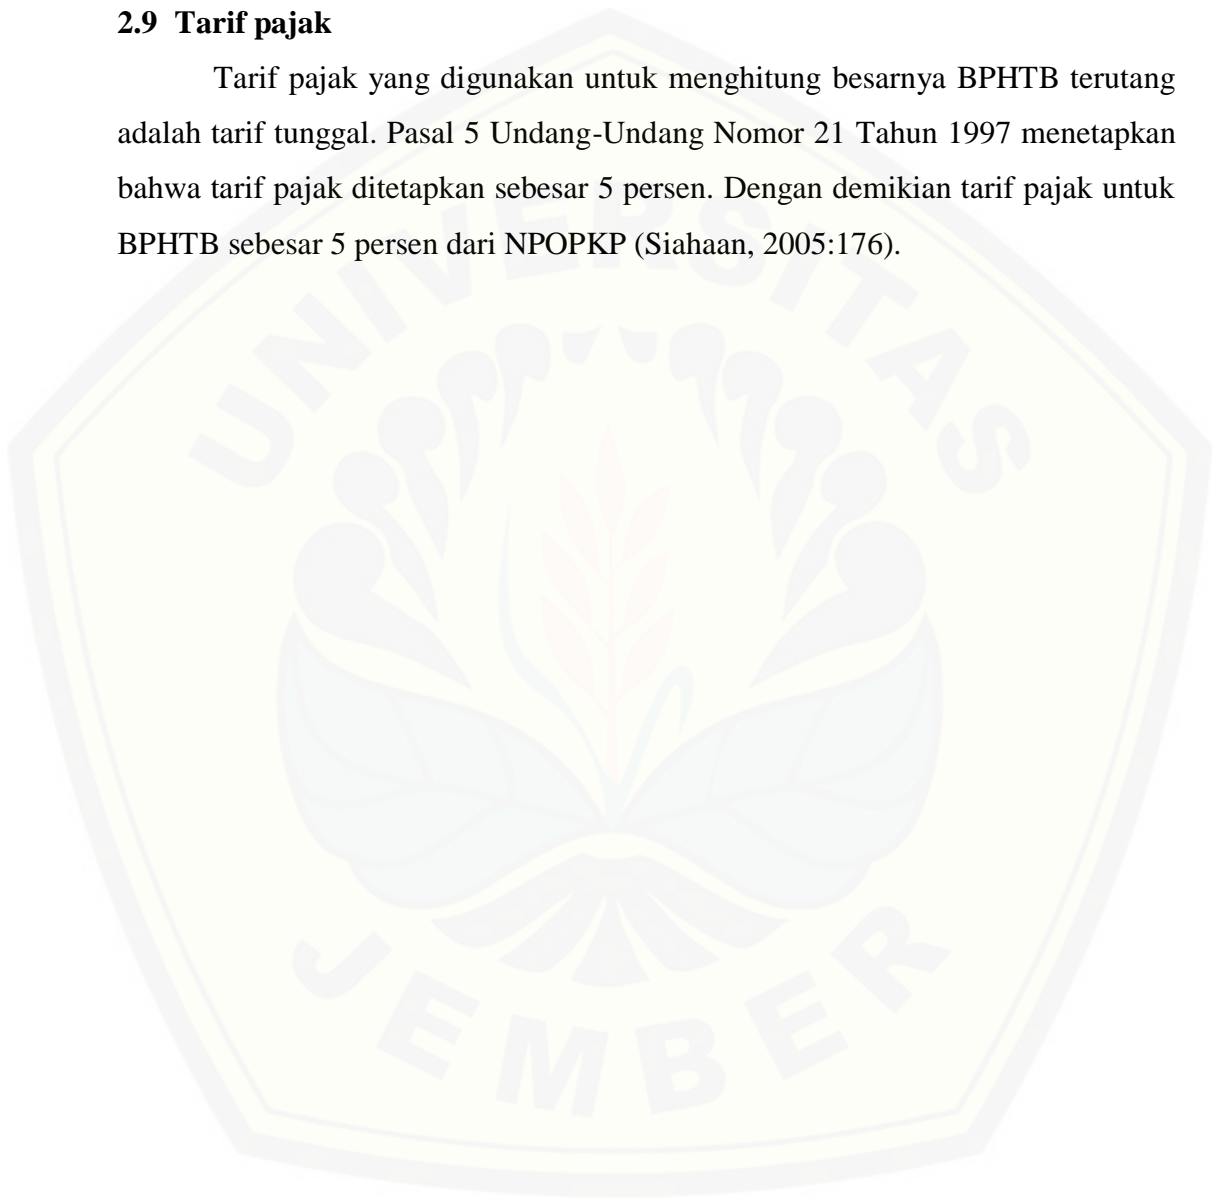 2.9 Tarif pajak
Tarif pajak yang digunakan untuk menghitung besarnya BPHTB terutang
adalah tarif tunggal. Pasal 5 Undang-Undang Nomor 21 Tahun 1997 menetapkan
bahwa tarif pajak ditetapkan sebesar 5 persen. Dengan demikian tarif pajak untuk
BPHTB sebesar 5 persen dari NPOPKP (Siahaan, 2005:176).
UNIVERSITAS
JEMBER